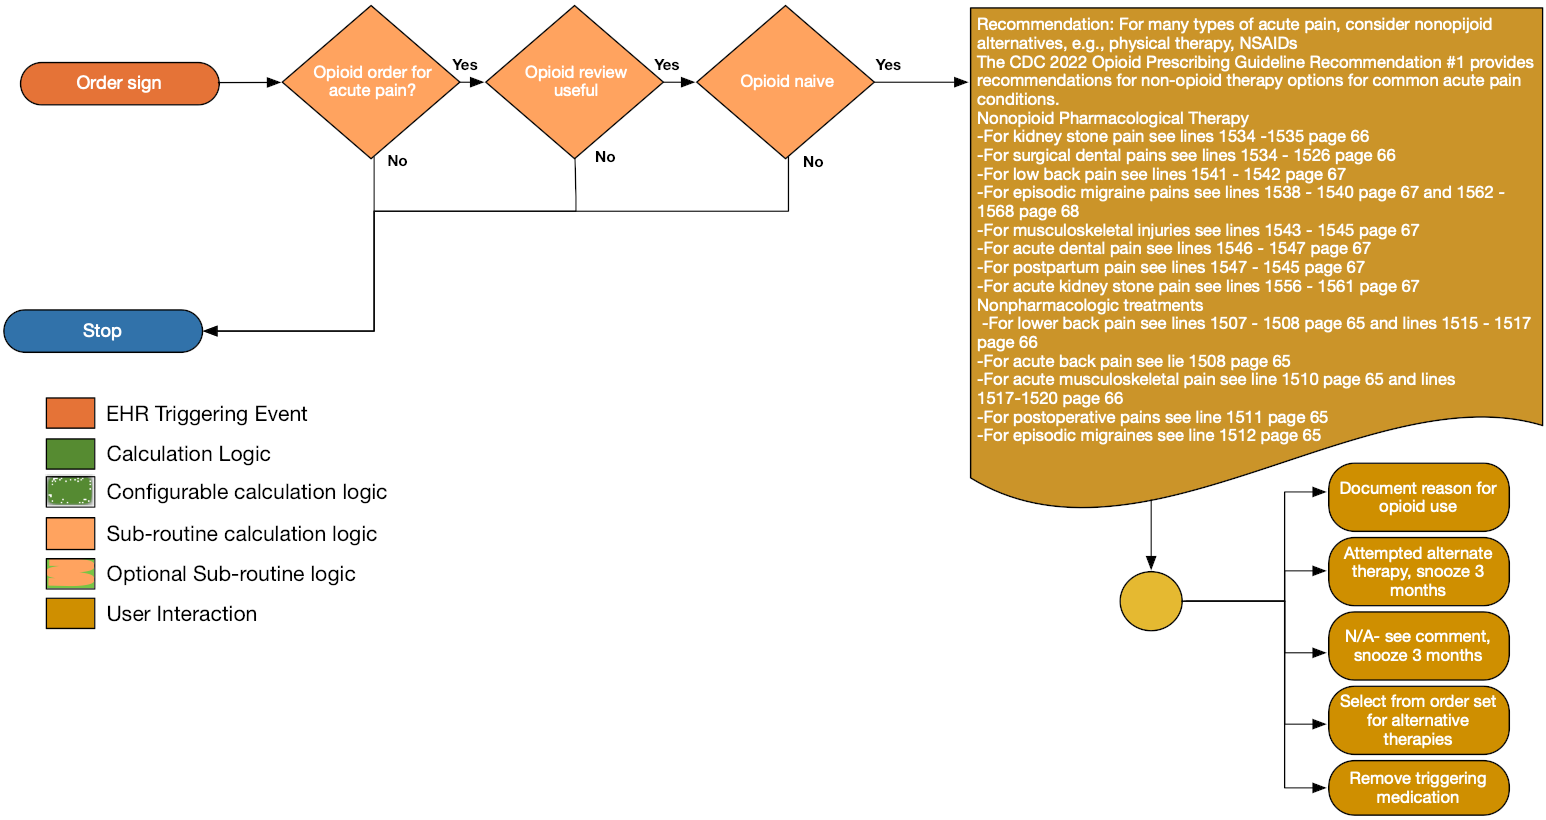 Order sign
Opioid order for
acute pain?
Yes
No
Opioid review
useful
Yes
No
Opioid naive
Yes
No
Recommendation: For many types of acute pain, consider nonopijoid
alternatives, e.g., physical therapy, NSAIDs
The CDC 2022 Opioid Prescribing Guideline Recommendation #1 provides
recommendations for non-opioid therapy options for common acute pain
conditions.
Nonopioid Pharmacological Therapy
-For kidney stone pain see lines 1534 -1535 page 66
-For surgical dental pains see lines 1534 - 1526 page 66
-For low back pain see lines 1541 - 1542 page 67
-For episodic migraine pains see lines 1538 - 1540 page 67 and 1562 -
1568 page 68
-For musculoskeletal injuries see lines 1543 - 1545 page 67
-For acute dental pain see lines 1546 - 1547 page 67
-For postpartum pain see lines 1547 - 1545 page 67
-For acute kidney stone pain see lines 1556 - 1561 page 67
Nonpharmacologic treatments
-For lower back pain see lines 1507 - 1508 page 65 and lines 1515 - 1517
page 66
-For acute back pain see lie 1508 page 65
-For acute musculoskeletal pain see line 1510 page 65 and lines
1517-1520 page 66
-For postoperative pains see line 1511 page 65
-For episodic migraines see line 1512 page 65
Stop
EHR Triggering Event
Calculation Logic
Configurable calculation logic
Sub-routine calculation logic
Optional Sub-routine logic
User Interaction
Document reason for
opioid use
Attempted alternate
therapy, snooze 3
months
N/A- see comment,
snooze 3 months
Select from order set
for alternative
therapies
Remove triggering
medication